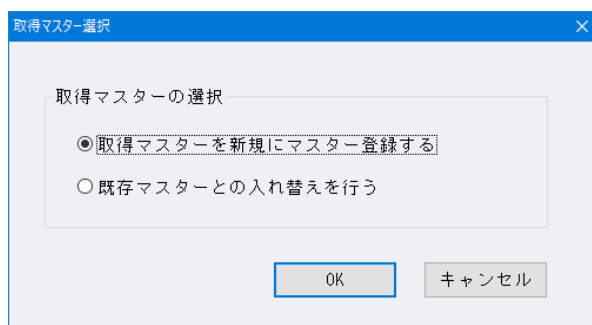 取得マスター選択
取得マスターの選択
取得マスターを新規にマスター登録する
既存マスターとの入れ替えを行う
OK
キャンセル